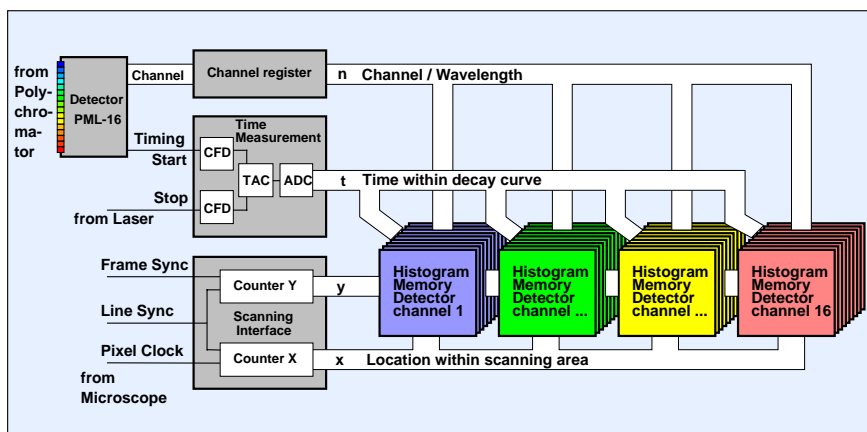 from
Poly-
chro-
ma-
tor
Detector
PML-16
Channel
Channel register
n Channel / Wavelength
Timing
Start
Time
Measurement
CFD
TAC
ADC
CFD
t Time within decay curve
Stop
from Laser
Frame Sync
Line Sync
Pixel Clock
from
Microscope
Counter Y
Scanning
Interface
Counter X
y
x Location within scanning area
Histogram
Memory
Detector
channel 1
Histogram
Memory
Detector
channel ...
Histogram
Memory
Detector
channel ...
Histogram
Memory
Detector
channel 16